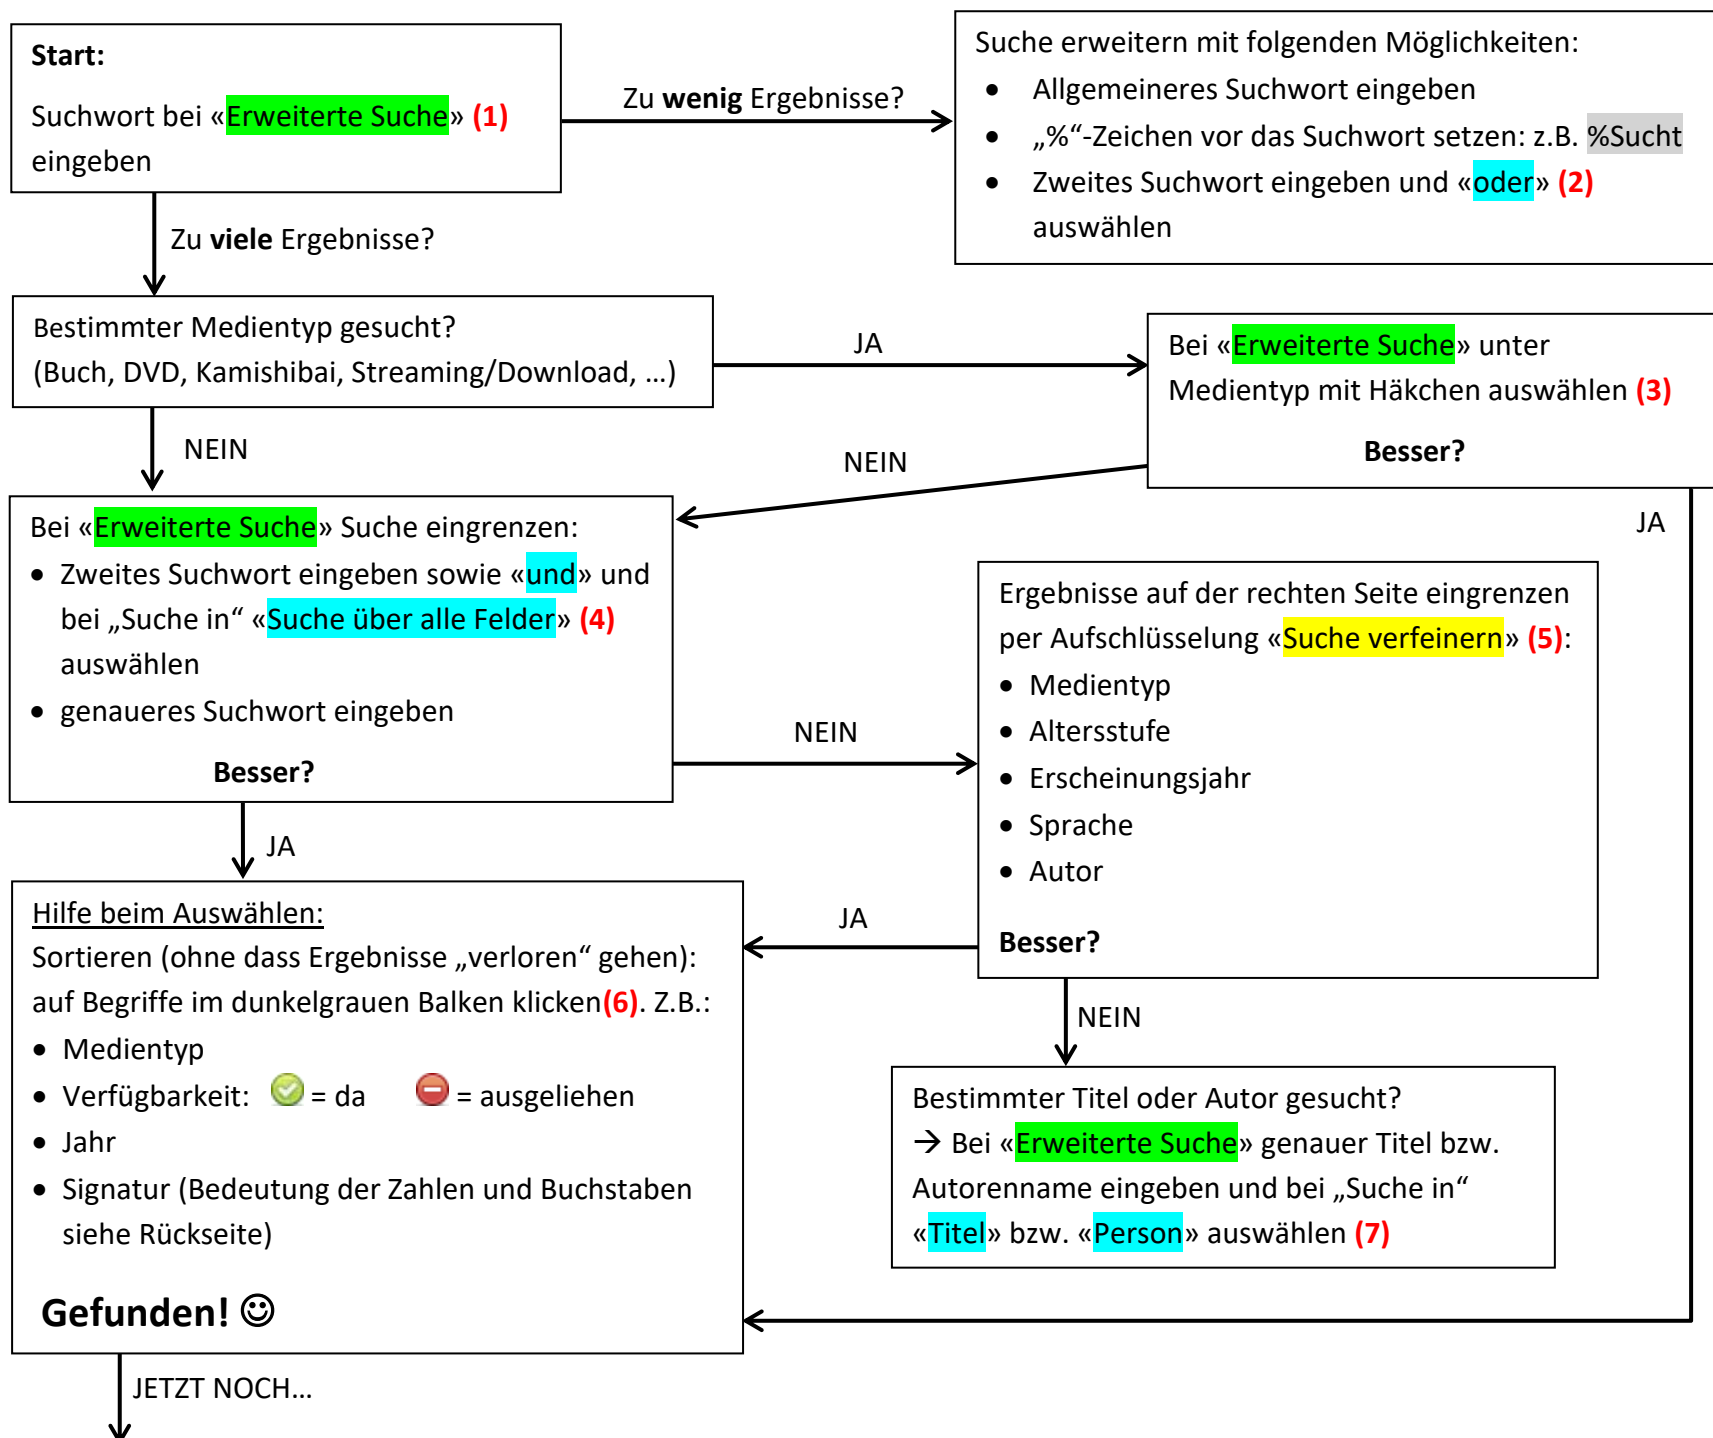 Start:
Suchwort bei «Erweiterte Suche» (1)
eingeben
Zu wenig Ergebnisse?
Suche erweitern mit folgenden Möglichkeiten:
• Allgemeineres Suchwort eingeben
• „%“-Zeichen vor das Suchwort setzen: z.B. %Sucht
• Zweites Suchwort eingeben und «oder» (2)
auswählen
Zu viele Ergebnisse?
Bestimmter Medientyp gesucht?
(Buch, DVD, Kamishibai, Streaming/Download, …)
JA
Bei «Erweiterte Suche» unter
Medientyp mit Häkchen auswählen (3)
Besser?
NEIN
NEIN
JA
Bei «Erweiterte Suche» Suche eingrenzen:
• Zweites Suchwort eingeben sowie «und» und
bei „Suche in“ «Suche über alle Felder» (4)
auswählen
• genaueres Suchwort eingeben
Besser?
NEIN
Ergebnisse auf der rechten Seite eingrenzen
per Aufschlüsselung «Suche verfeinern» (5):
• Medientyp
• Altersstufe
• Erscheinungsjahr
• Sprache
• Autor
Besser?
JA
JA
Hilfe beim Auswählen:
Sortieren (ohne dass Ergebnisse „verloren“ gehen):
auf Begriffe im dunkelgrauen Balken klicken(6). Z.B.:
• Medientyp
• Verfügbarkeit: = da = ausgeliehen
• Jahr
• Signatur (Bedeutung der Zahlen und Buchstaben
siehe Rückseite)
Gefunden! ☺
NEIN
Bestimmter Titel oder Autor gesucht?
→ Bei «Erweiterte Suche» genauer Titel bzw.
Autorenname eingeben und bei „Suche in“
«Titel» bzw. «Person» auswählen (7)
JETZT NOCH…